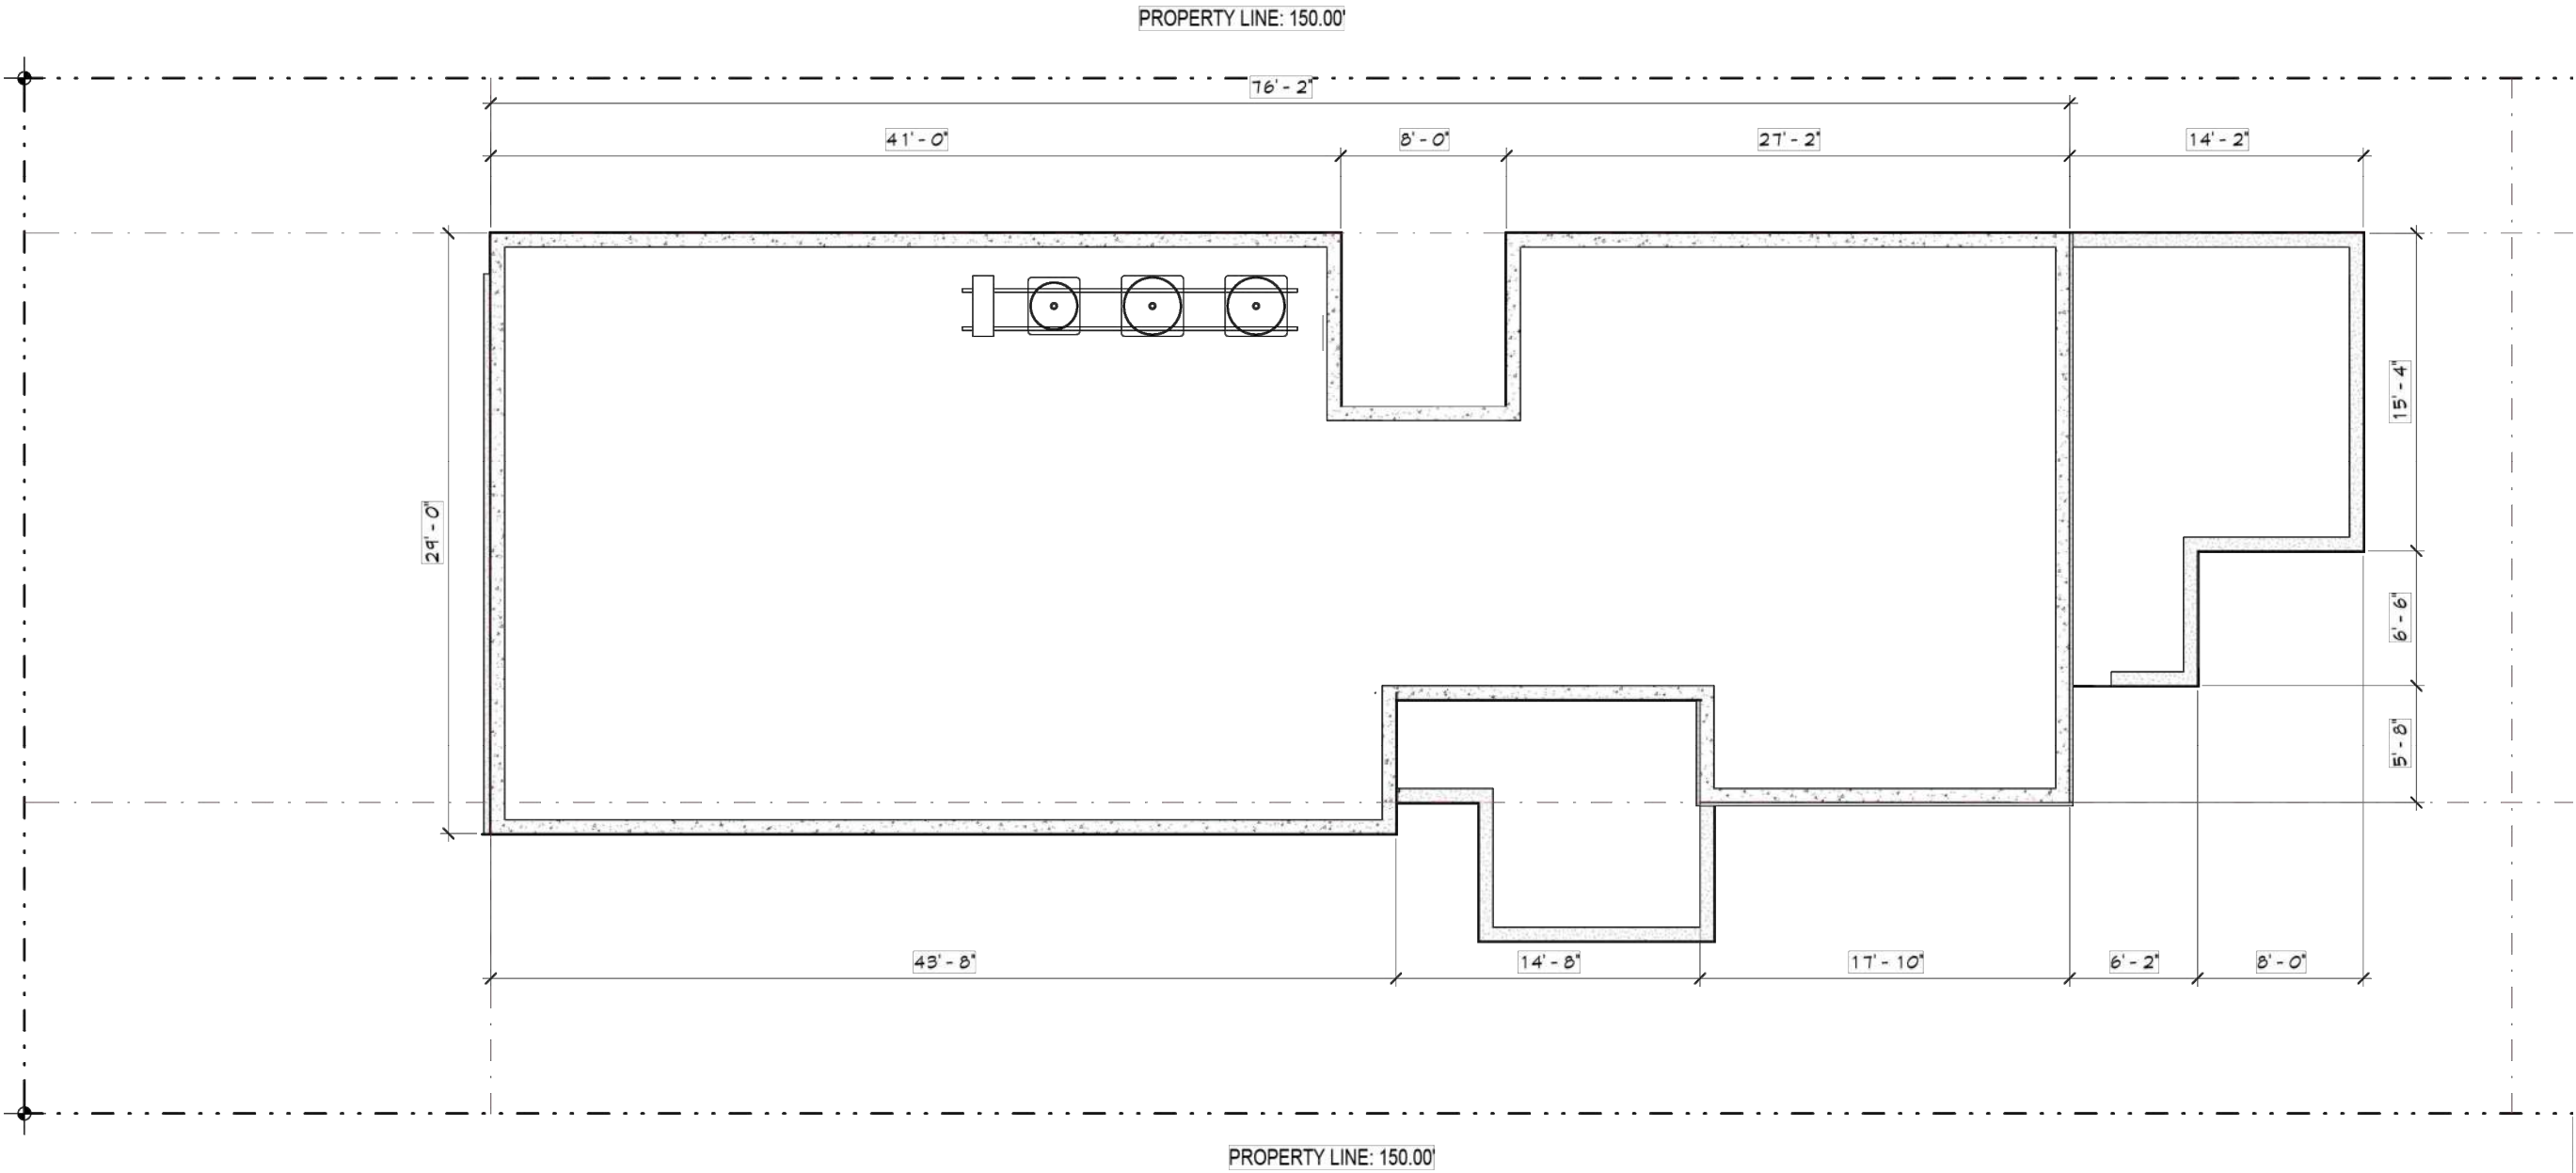 PROPERTY LINE: 150.00'
76' - 2"
41' - 0"
8' - 0"
27' - 2"
14' - 2"
29' - 0"
15' - 4"
6' - 6"
5' - 8"
43' - 8"
14' - 8"
17' - 10"
6' - 2"
8' - 0"
PROPERTY LINE: 150.00'